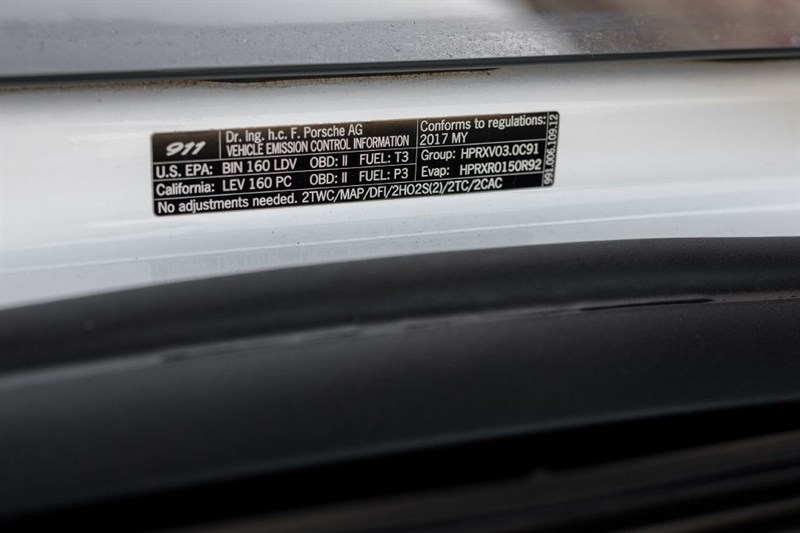 911
Dr. Ing. h.c. F. Porsche AG
VEHICLE EMISSION CONTROL INFORMATION
U.S. EPA: BIN 160 LDV OBD: II FUEL: T3
California: LEV 160 PC OBD: II FUEL: P3
No adjustments needed. 2TWC/MAP/DFI/2HO2S(2)/2TC/2CAC
Conforms to regulations:
2017 MY
Group: HPRXV03.0C91
Evap: HPRXR0150R92
991.006.109.12